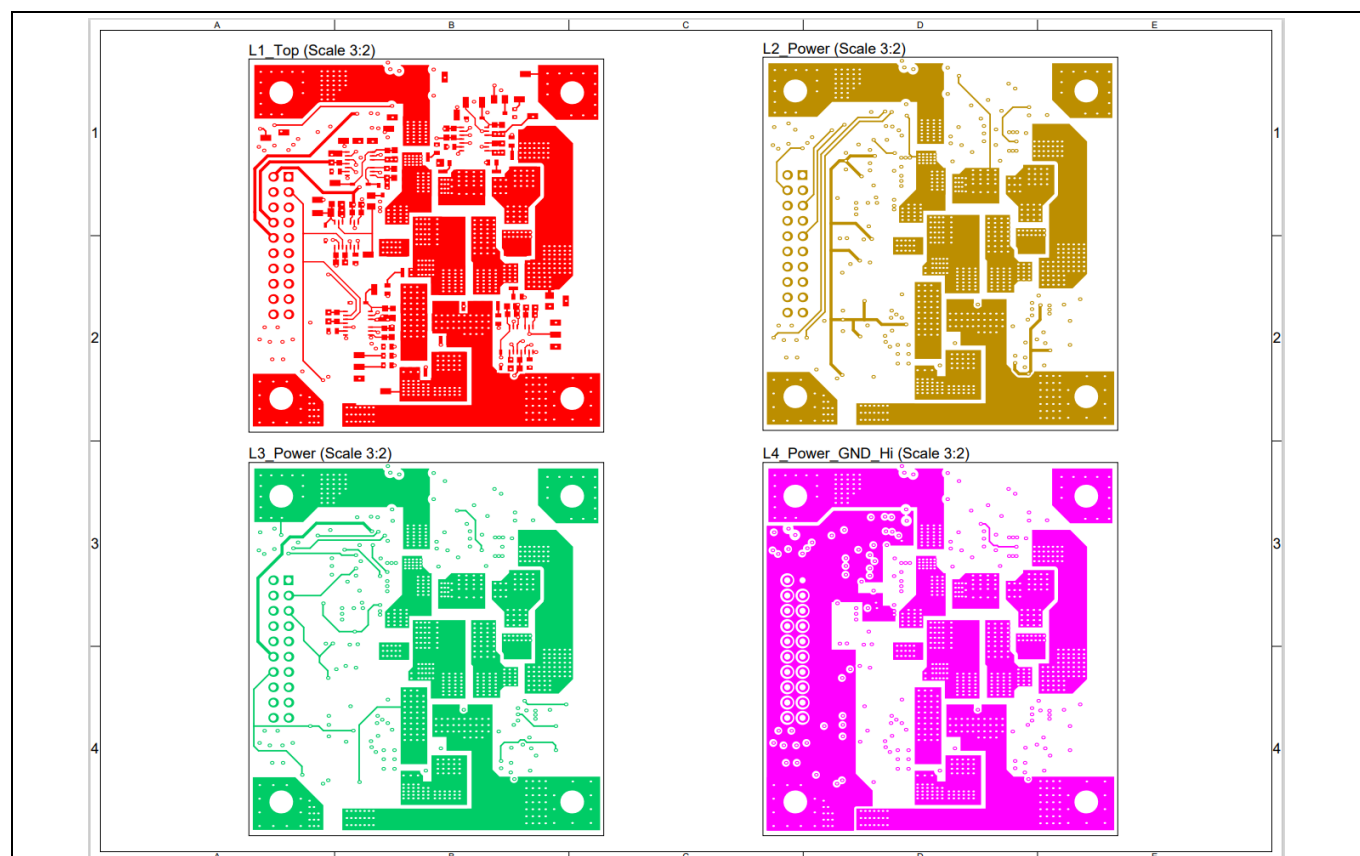 A B C D E
L1_Top (Scale 3:2) L2_Power (Scale 3:2)
1 1
2 2
L3_Power (Scale 3:2) L4_Power_GND_Hi (Scale 3:2)
3 3
4 4
A B C D E